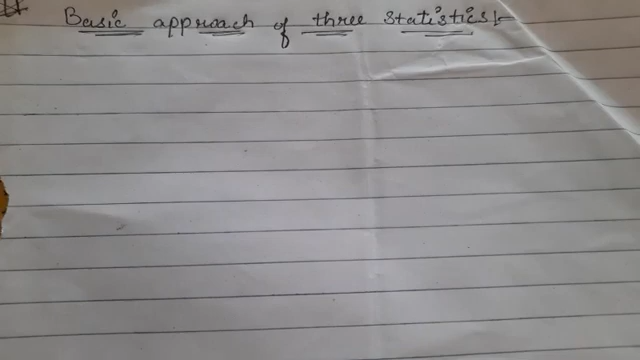 Basic approach of three statistics :-